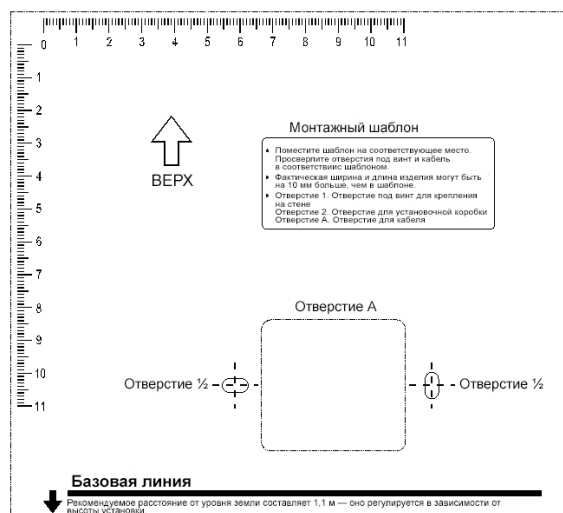 0 1 2 3 4 5 6 7 8 9 10 11
1
2
3
4
5
6
7
8
9
10
11
ВЕРХ
Монтажный шаблон
• Поместите шаблон на соответствующее место.
Просверлите отверстия под винт и кабель
в соответствиис шаблоном.
• Фактическая ширина и длина изделия могут быть
на 10 мм больше, чем в шаблоне.
• Отверстие 1. Отверстие под винт для крепления
на стене
Отверстие 2. Отверстие для установочной коробки
Отверстие A. Отверстие для кабеля
Отверстие A
Отверстие ½
Отверстие ½
Базовая линия
Рекомендуемое расстояние от уровня земли составляет 1,1 м — оно регулируется в зависимости от
высоты установки